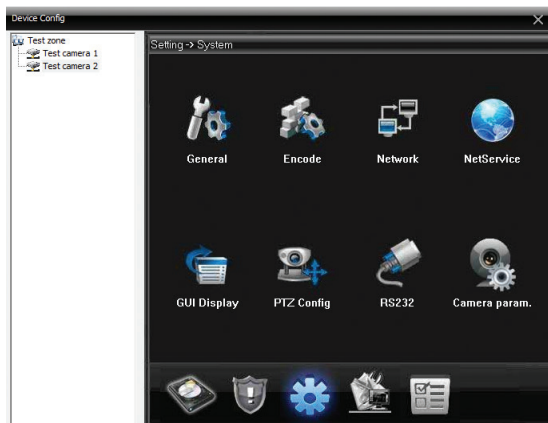 Device Config
Test zone
Test camera 1
Test camera 2
Setting -> System
General
Encode
Network
NetService
GUI Display
PTZ Config
RS232
Camera param.